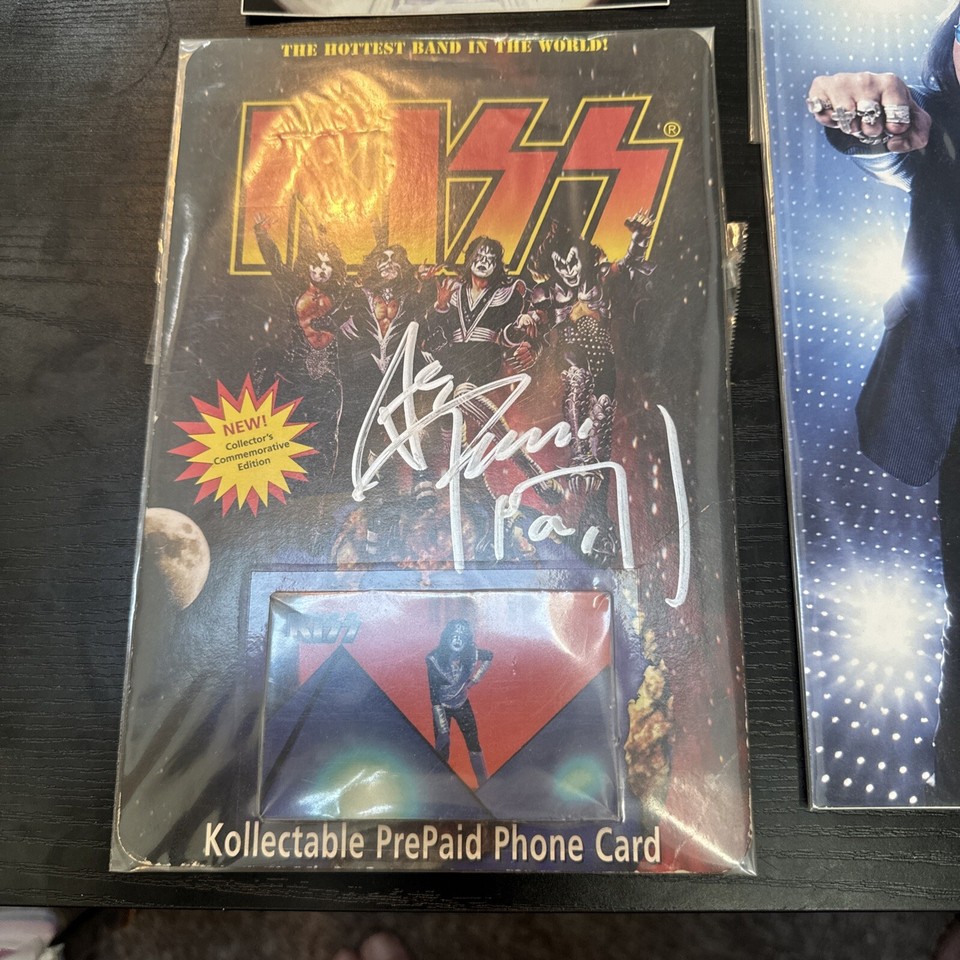 THE HOTTEST BAND IN THE WORLD!
KISS®
NEW!
Collector's
Commemorative
Edition
KISS
Kollectable PrePaid Phone Card